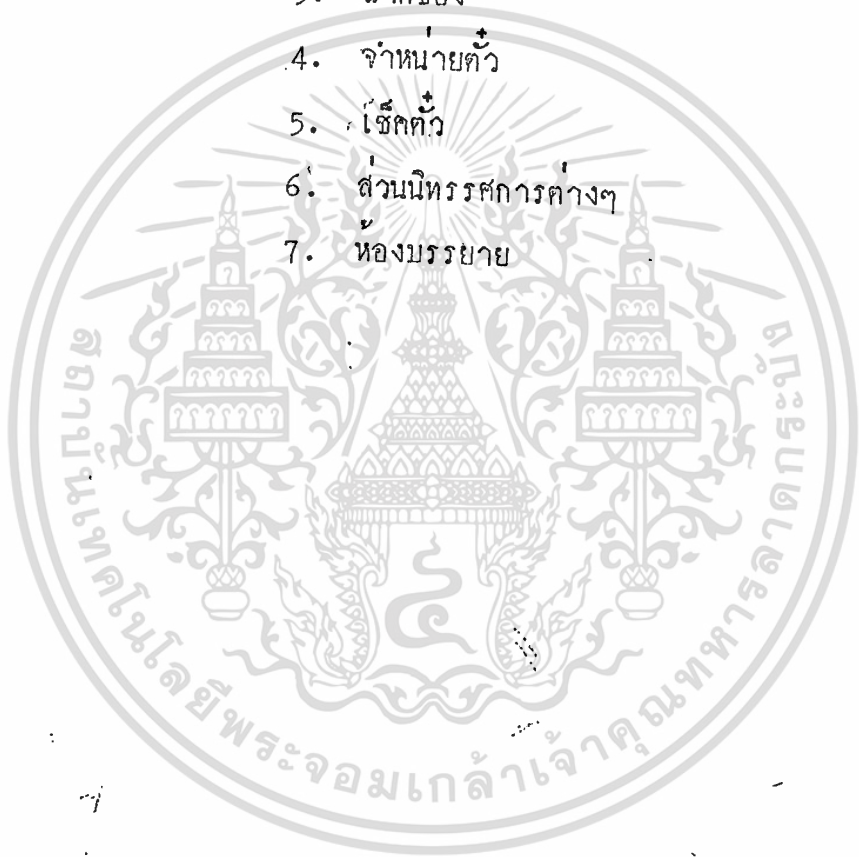 4. จำหน่ายตั๋ว
5. เช็คตั๋ว
6. ส่วนนิทรรศการต่างๆ
7. ห้องบรรยาย
สถาบันเทคโนโลยีพระจอมเกล้าเจ้าคุณทหารลาดกระบัง